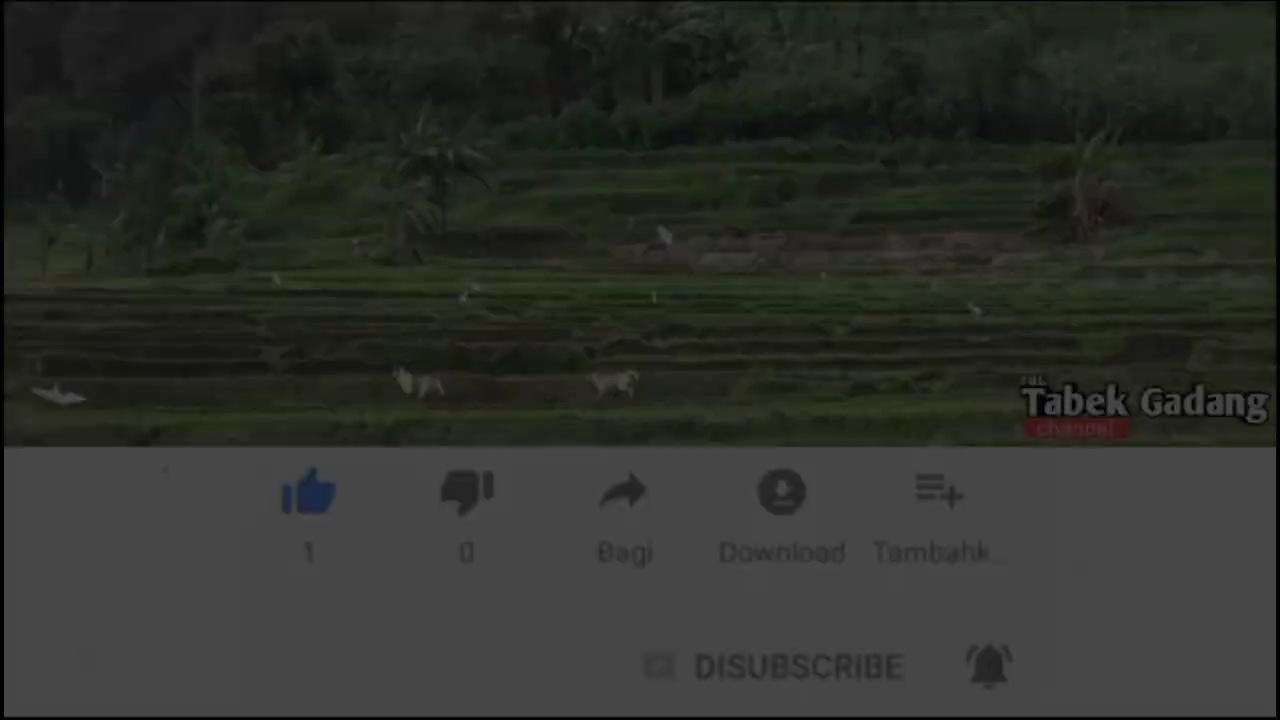 Tabek Gadang
channel
1
0
Bagi
Download
Tambahk...
DISUBSCRIBE